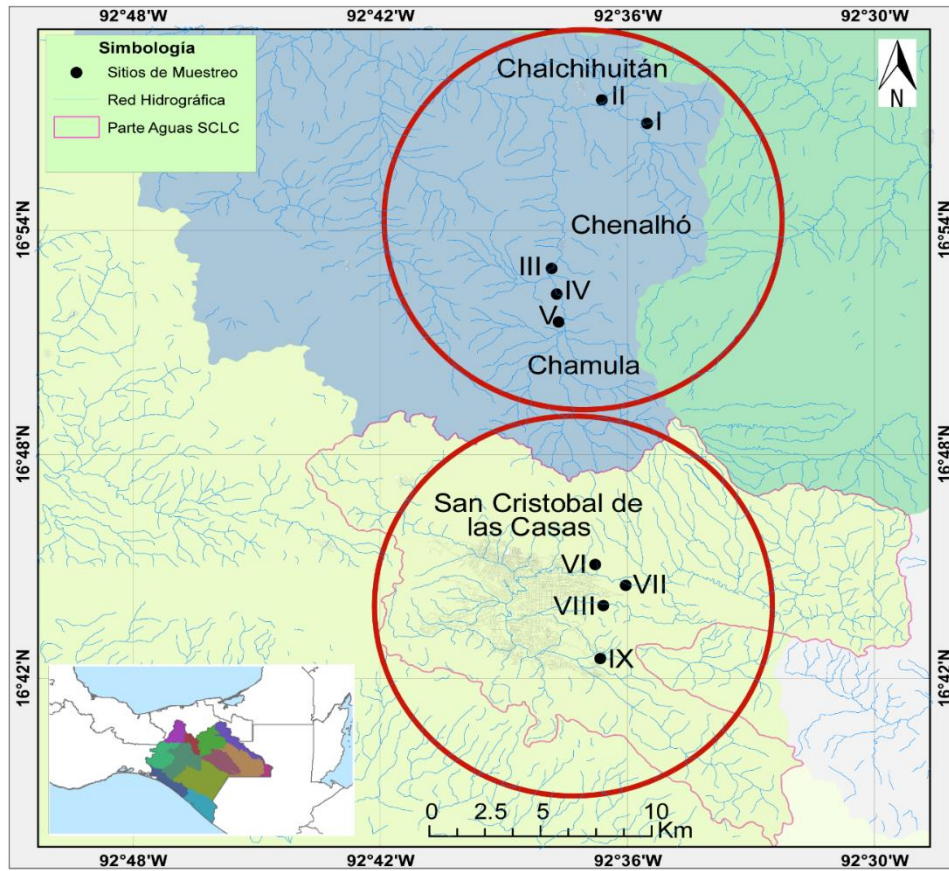 92°48'W 92°42'W 92°36'W 92°30'W
Simbología
Sitios de Muestreo
Red Hidrográfica
Parte Aguas SCLC
N
Chalchihuitán
II
I
16°54'N 16°54'N
Chenalhó
III
IV
V
Chamula
16°48'N 16°48'N
San Cristobal de
las Casas
VI
VII
VIII
IX
16°42'N 16°42'N
0 2.5 5 10
Km
92°48'W 92°42'W 92°36'W 92°30'W